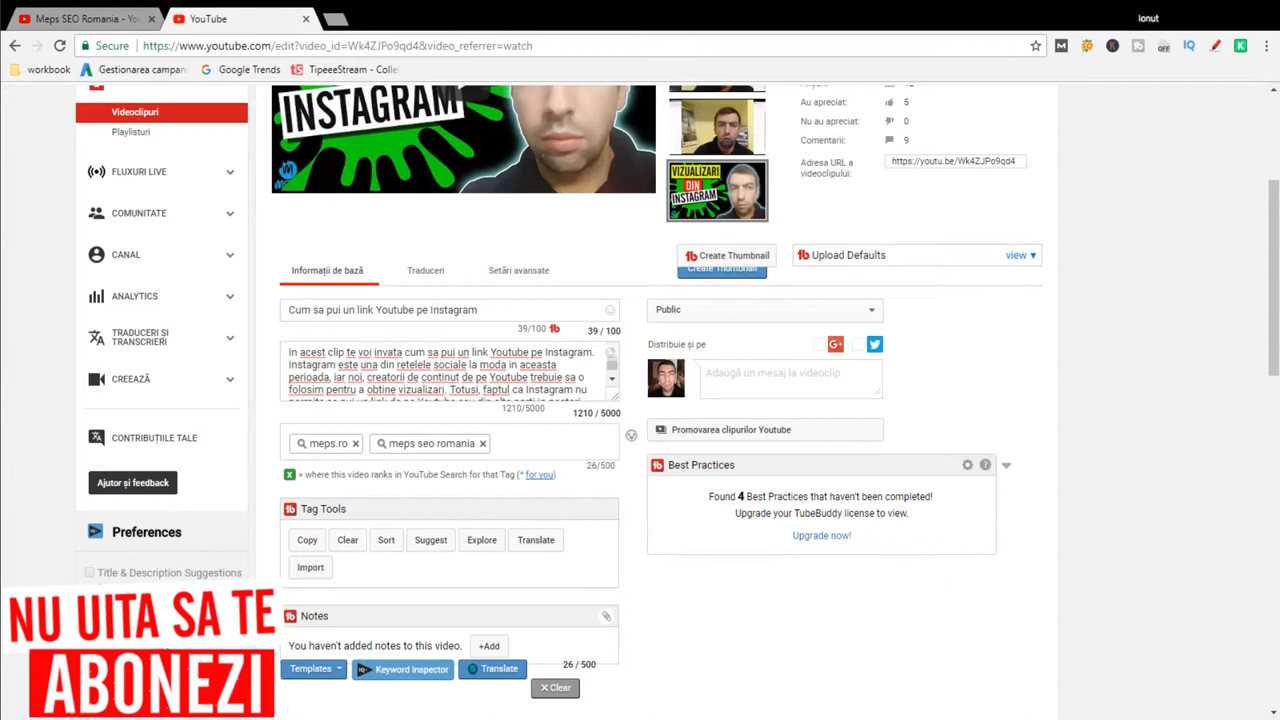 Meps SEO Romania - Yo
YouTube
Ionut
Secure
https://www.youtube.com/edit?video_id=Wk4ZJPo9qd4&video_referrer=watch
workbook
Gestionarea campan
Google Trends
TipeeeStream - Colle
Videoclipuri
Playlisturi
FLUXURI LIVE
COMUNITATE
CANAL
ANALYTICS
TRADUCERI ȘI
TRANSCRIERI
CREEAZĂ
CONTRIBUȚIILE TALE
Ajutor și feedback
Preferences
Title & Description Suggestions
NU UITA SA TE
ABONEZI
INSTAGRAM
VIZUALIZARI
DIN
INSTAGRAM
Au apreciat: 5
Nu au apreciat: 0
Comentarii: 9
Adresa URL a
videoclipului:
https://youtu.be/Wk4ZJPo9qd4
Create Thumbnail
Create Thumbnail
Upload Defaults
view ▾
Informații de bază
Traduceri
Setări avansate
Cum sa pui un link Youtube pe Instagram
39/100
39 / 100
In acest clip te voi invata cum sa pui un link Youtube pe Instagram.
Instagram este una din retelele sociale la moda in aceasta
perioada, iar noi, creatorii de continut de pe Youtube trebuie sa o
folosim pentru a obtine vizualizari. Totusi, faptul ca Instagram nu
1210/5000
1210 / 5000
meps.ro
meps seo romania
26/500
X = where this video ranks in YouTube Search for that Tag (* for you)
Tag Tools
Copy
Clear
Sort
Suggest
Explore
Translate
Import
Notes
You haven't added notes to this video.
+Add
Templates
Keyword Inspector
Translate
26 / 500
✕ Clear
Public
Distribuie și pe
Adaugă un mesaj la videoclip
Promovarea clipurilor Youtube
Best Practices
Found 4 Best Practices that haven't been completed!
Upgrade your TubeBuddy license to view.
Upgrade now!